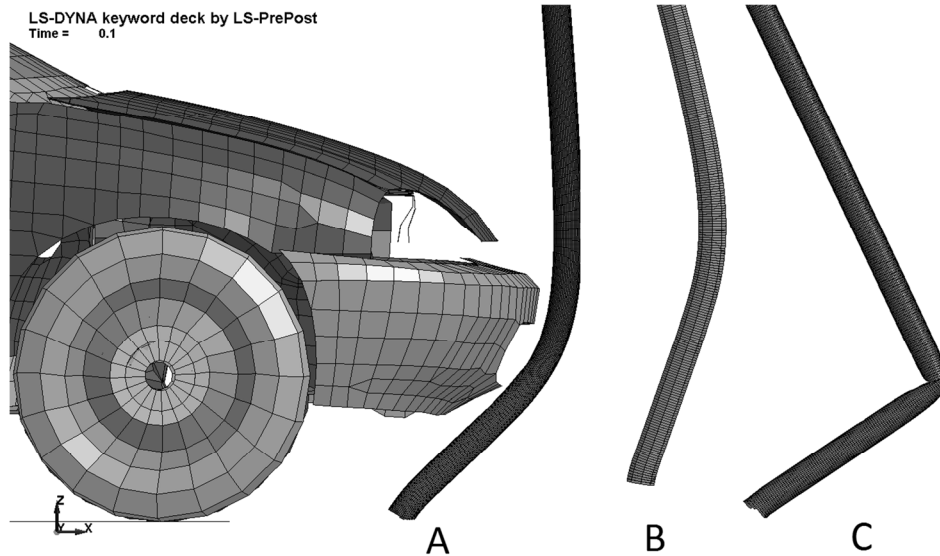 LS-DYNA keyword deck by LS-PrePost
Time = 0.1
Z
Y X
A B C